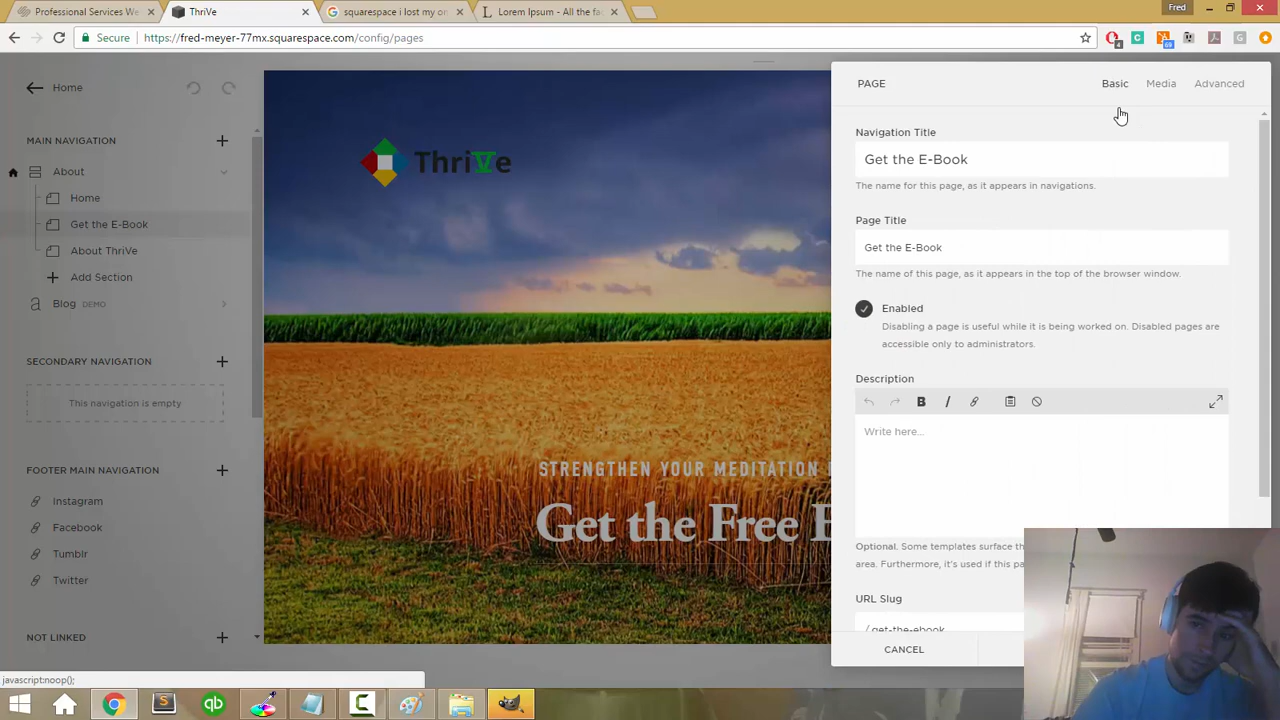 Professional Services We
ThriVe
squarespace i lost my or
Lorem Ipsum - All the fa
Fred
Secure
https://fred-meyer-77mx.squarespace.com/config/pages
4
69
Home
MAIN NAVIGATION
About
Home
Get the E-Book
About ThriVe
Add Section
Blog DEMO
SECONDARY NAVIGATION
This navigation is empty
FOOTER MAIN NAVIGATION
Instagram
Facebook
Tumblr
Twitter
NOT LINKED
javascript:noop();
ThriVe
STRENGTHEN YOUR MEDITATION
Get the Free E
PAGE
Basic
Media
Advanced
Navigation Title
Get the E-Book
The name for this page, as it appears in navigations.
Page Title
Get the E-Book
The name of this page, as it appears in the top of the browser window.
Enabled
Disabling a page is useful while it is being worked on. Disabled pages are
accessible only to administrators.
Description
B I
Write here...
Optional. Some templates surface th
area. Furthermore, it's used if this pa
URL Slug
/ get-the-ebook
CANCEL